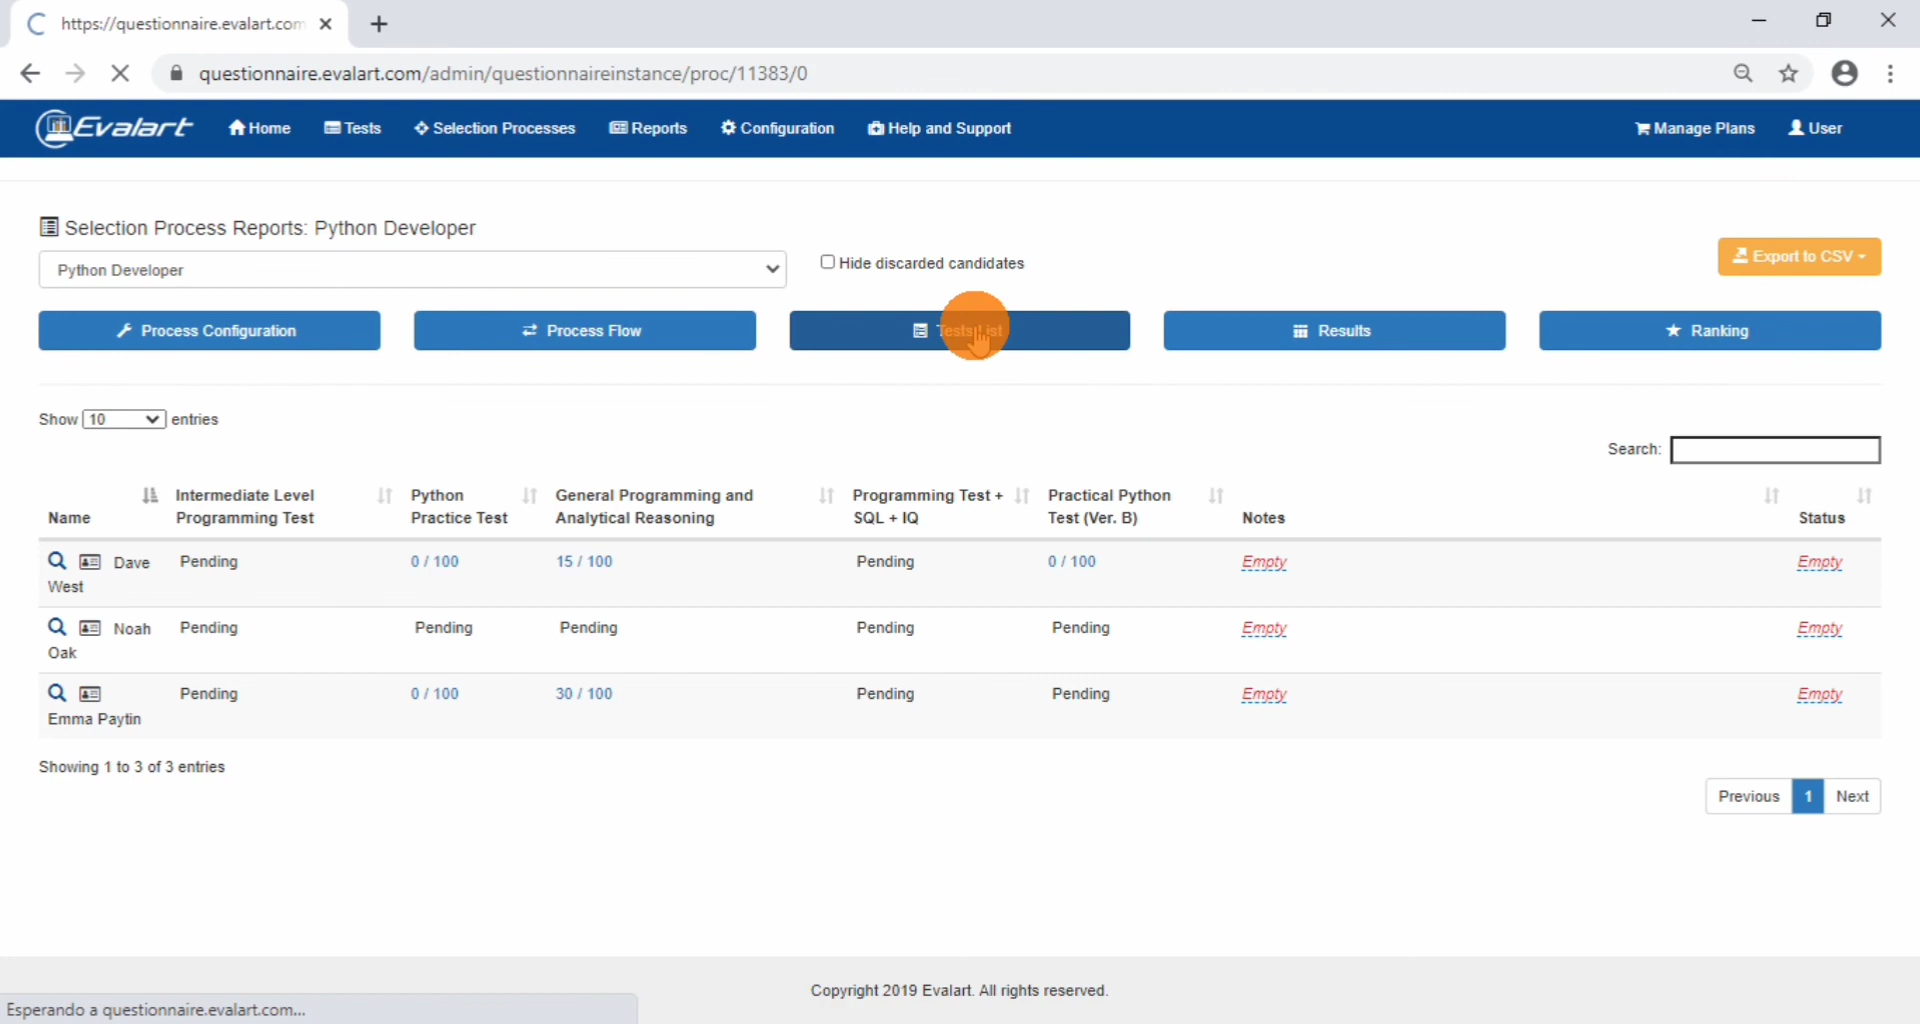 https://questionnaire.evalart.com
questionnaire.evalart.com/admin/questionnaireinstance/proc/11383/0
Evalart Home Tests Selection Processes Reports Configuration Help and Support Manage Plans User
Selection Process Reports: Python Developer
Python Developer
Hide discarded candidates
Export to CSV
Process Configuration Process Flow Tests List Results Ranking
Show 10 entries
Search:
Name Intermediate Level Programming Test Python Practice Test General Programming and Analytical Reasoning Programming Test + SQL + IQ Practical Python Test (Ver. B) Notes Status
Dave West Pending 0 / 100 15 / 100 Pending 0 / 100 Empty Empty
Noah Oak Pending Pending Pending Pending Pending Empty Empty
Emma Paytin Pending 0 / 100 30 / 100 Pending Pending Empty Empty
Showing 1 to 3 of 3 entries
Previous 1 Next
Copyright 2019 Evalart. All rights reserved.
Esperando a questionnaire.evalart.com...